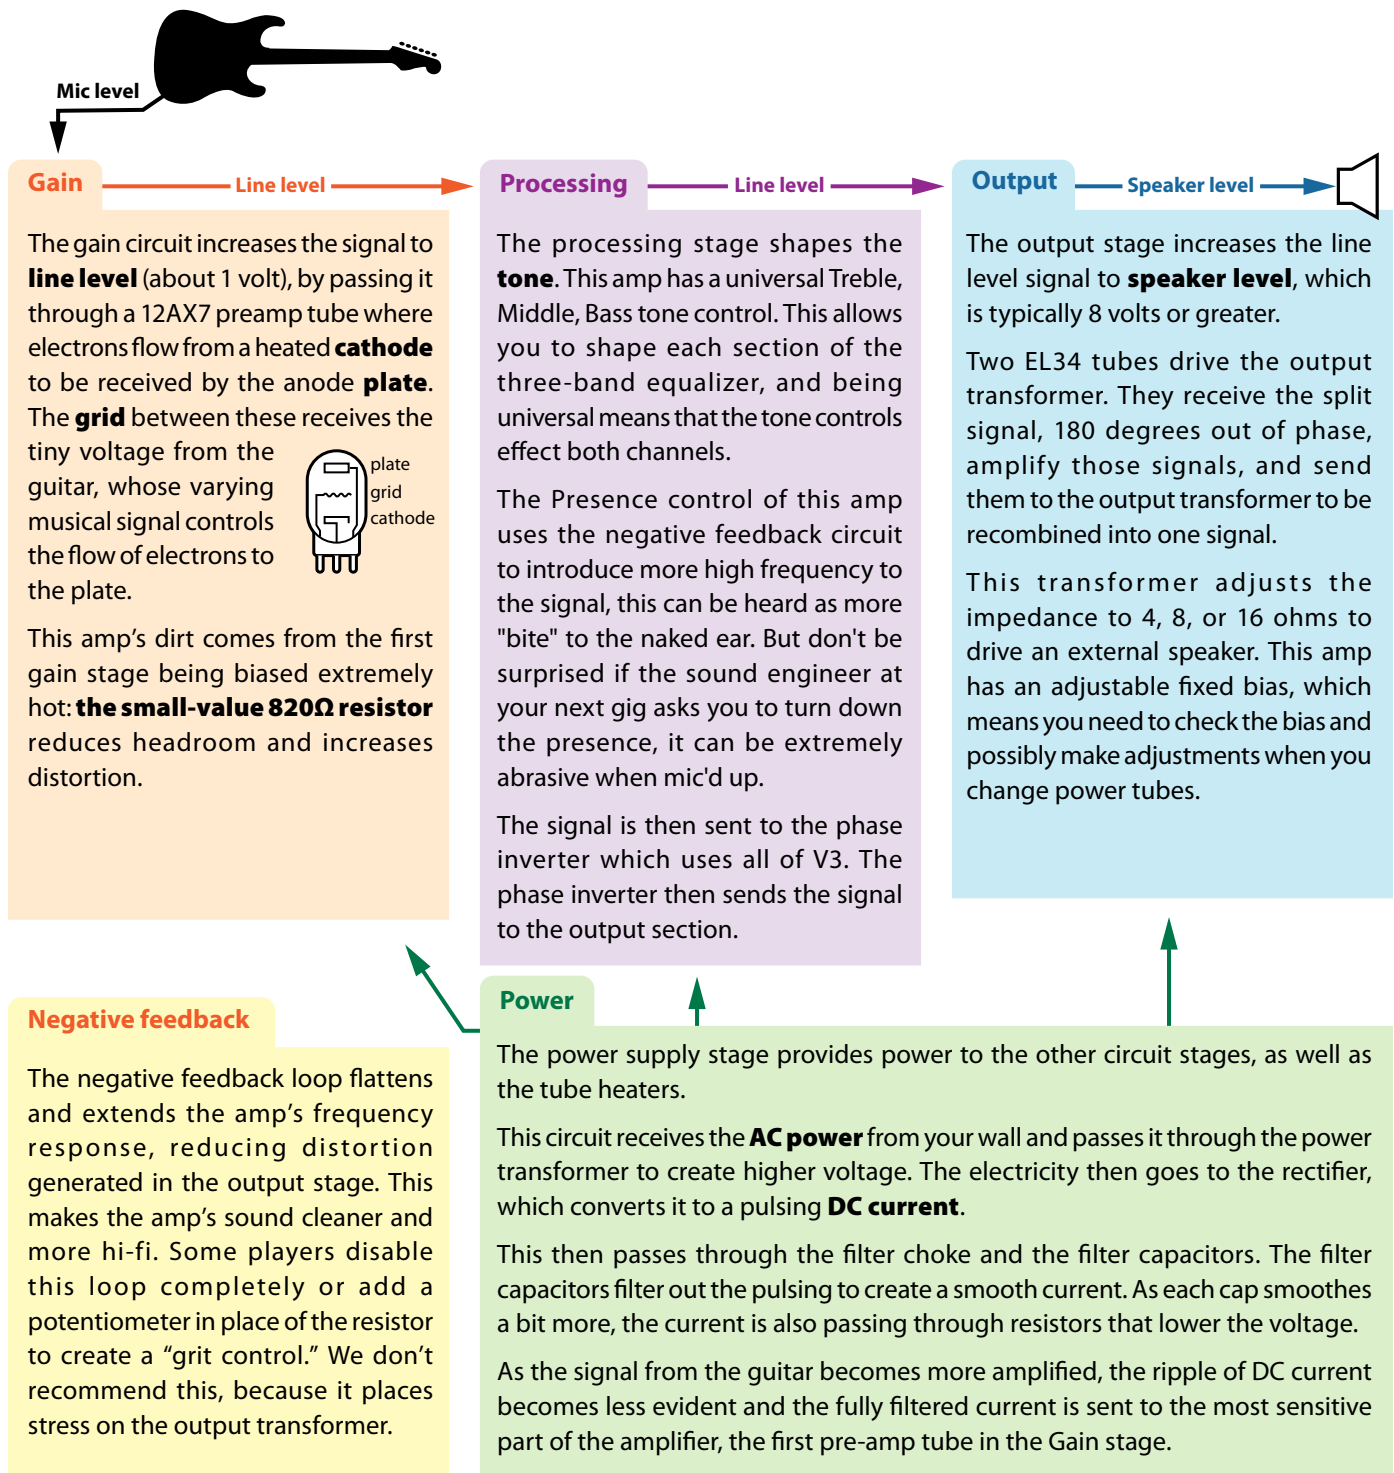 Mic level
Gain
Line level
The gain circuit increases the signal to
line level (about 1 volt), by passing it
through a 12AX7 preamp tube where
electrons flow from a heated cathode
to be received by the anode plate.
The grid between these receives the
tiny voltage from the
guitar, whose varying
musical signal controls
the flow of electrons to
the plate.
plate
grid
cathode
This amp’s dirt comes from the first
gain stage being biased extremely
hot: the small-value 820Ω resistor
reduces headroom and increases
distortion.
Processing
Line level
The processing stage shapes the
tone. This amp has a universal Treble,
Middle, Bass tone control. This allows
you to shape each section of the
three-band equalizer, and being
universal means that the tone controls
effect both channels.
The Presence control of this amp
uses the negative feedback circuit
to introduce more high frequency to
the signal, this can be heard as more
"bite" to the naked ear. But don't be
surprised if the sound engineer at
your next gig asks you to turn down
the presence, it can be extremely
abrasive when mic'd up.
The signal is then sent to the phase
inverter which uses all of V3. The
phase inverter then sends the signal
to the output section.
Output
Speaker level
The output stage increases the line
level signal to speaker level, which
is typically 8 volts or greater.
Two EL34 tubes drive the output
transformer. They receive the split
signal, 180 degrees out of phase,
amplify those signals, and send
them to the output transformer to be
recombined into one signal.
This transformer adjusts the
impedance to 4, 8, or 16 ohms to
drive an external speaker. This amp
has an adjustable fixed bias, which
means you need to check the bias and
possibly make adjustments when you
change power tubes.
Negative feedback
The negative feedback loop flattens
and extends the amp’s frequency
response, reducing distortion
generated in the output stage. This
makes the amp’s sound cleaner and
more hi-fi. Some players disable
this loop completely or add a
potentiometer in place of the resistor
to create a “grit control.” We don’t
recommend this, because it places
stress on the output transformer.
Power
The power supply stage provides power to the other circuit stages, as well as
the tube heaters.
This circuit receives the AC power from your wall and passes it through the power
transformer to create higher voltage. The electricity then goes to the rectifier,
which converts it to a pulsing DC current.
This then passes through the filter choke and the filter capacitors. The filter
capacitors filter out the pulsing to create a smooth current. As each cap smoothes
a bit more, the current is also passing through resistors that lower the voltage.
As the signal from the guitar becomes more amplified, the ripple of DC current
becomes less evident and the fully filtered current is sent to the most sensitive
part of the amplifier, the first pre-amp tube in the Gain stage.